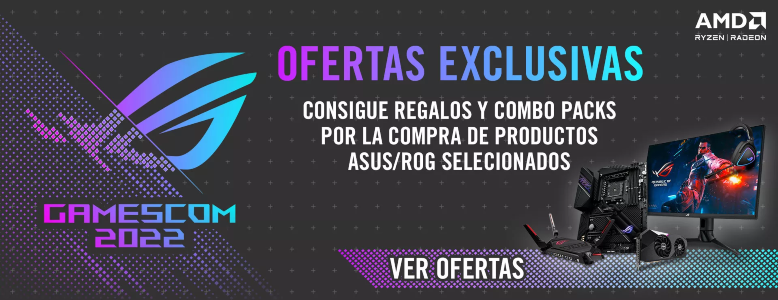 AMD
RYZEN | RADEON
OFERTAS EXCLUSIVAS
CONSIGUE REGALOS Y COMBO PACKS
POR LA COMPRA DE PRODUCTOS
ASUS/ROG SELECIONADOS
GAMESCOM
2022
VER OFERTAS